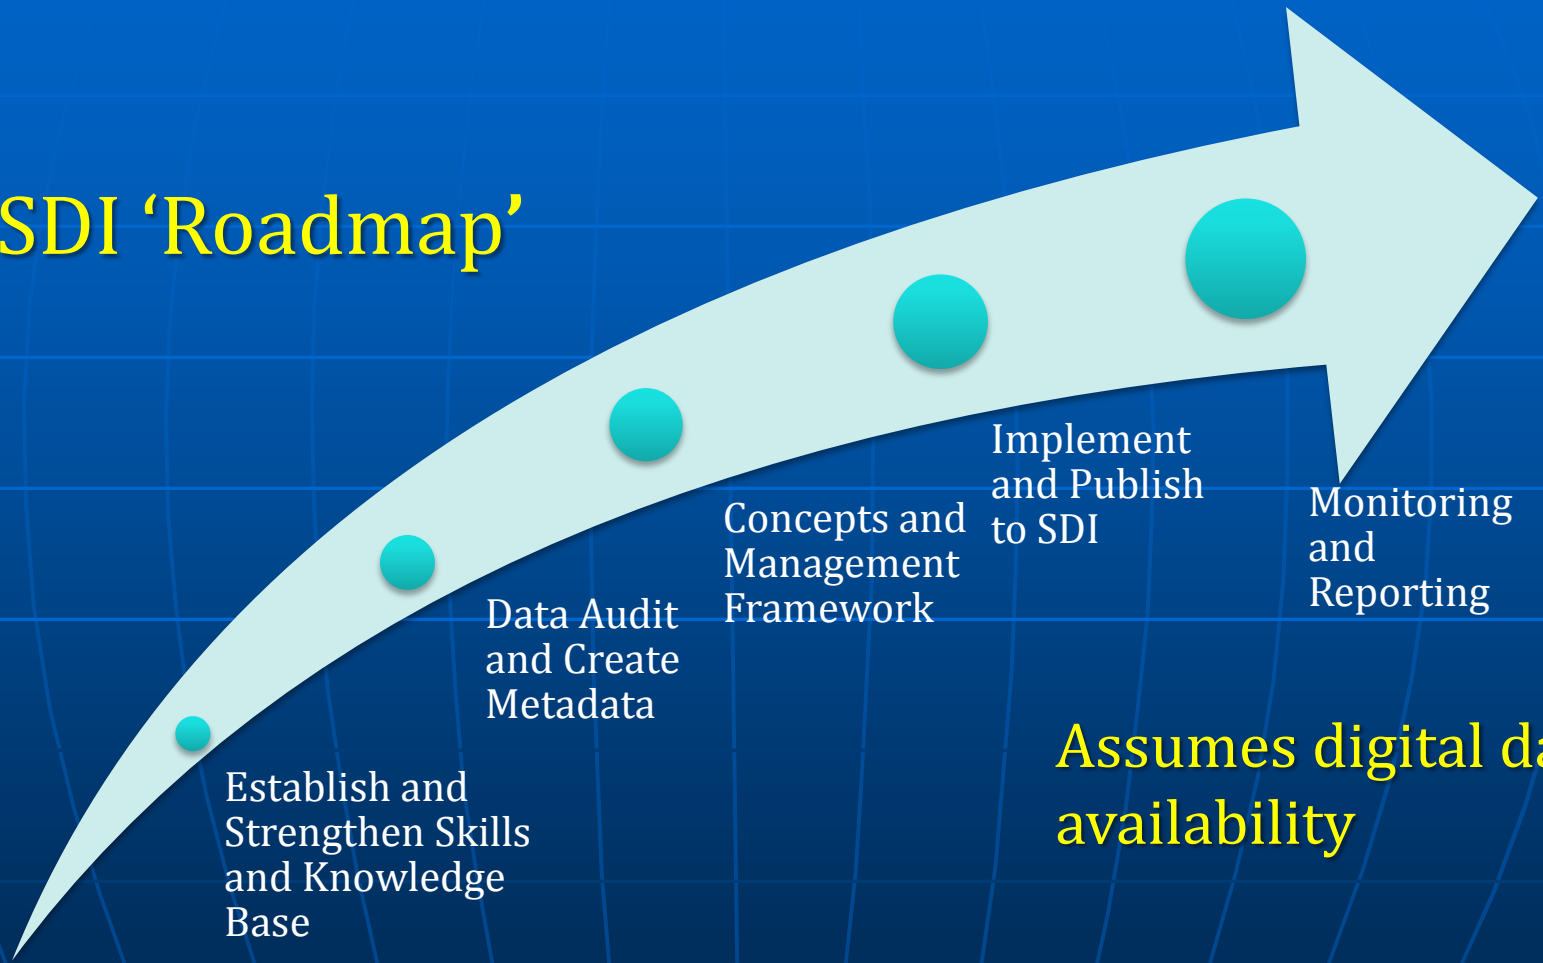 SDI ‘Roadmap’
Establish and
Strengthen Skills
and Knowledge
Base
Data Audit
and Create
Metadata
Concepts and
Management
Framework
Implement
and Publish
to SDI
Monitoring
and
Reporting
Assumes digital
availability